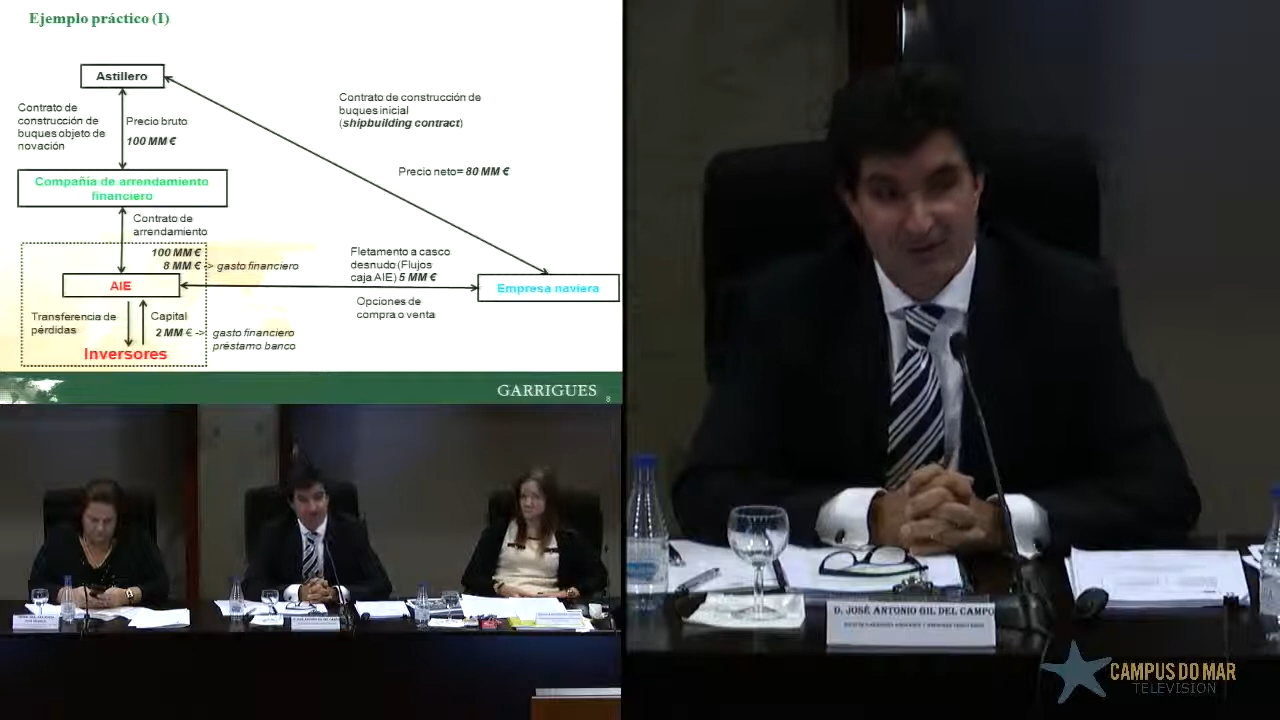 Ejemplo práctico (I)
Astillero
Contrato de
construcción de
buques objeto de
novación
Precio bruto
100 MM €
Contrato de construcción de
buques inicial
(shipbuilding contract)
Precio neto= 80 MM €
Compañía de arrendamiento
financiero
Contrato de
arrendamiento
100 MM €
8 MM € -> gasto financiero
AIE
Fletamento a casco
desnudo (Flujos
caja AIE) 5 MM €
Opciones de
compra o venta
Empresa naviera
Transferencia de
pérdidas
Capital
2 MM € -> gasto financiero
préstamo banco
Inversores
GARRIGUES
8
D. JOSÉ ANTONIO GIL DEL CAMPO
CAMPUS DO MAR
TELEVISION